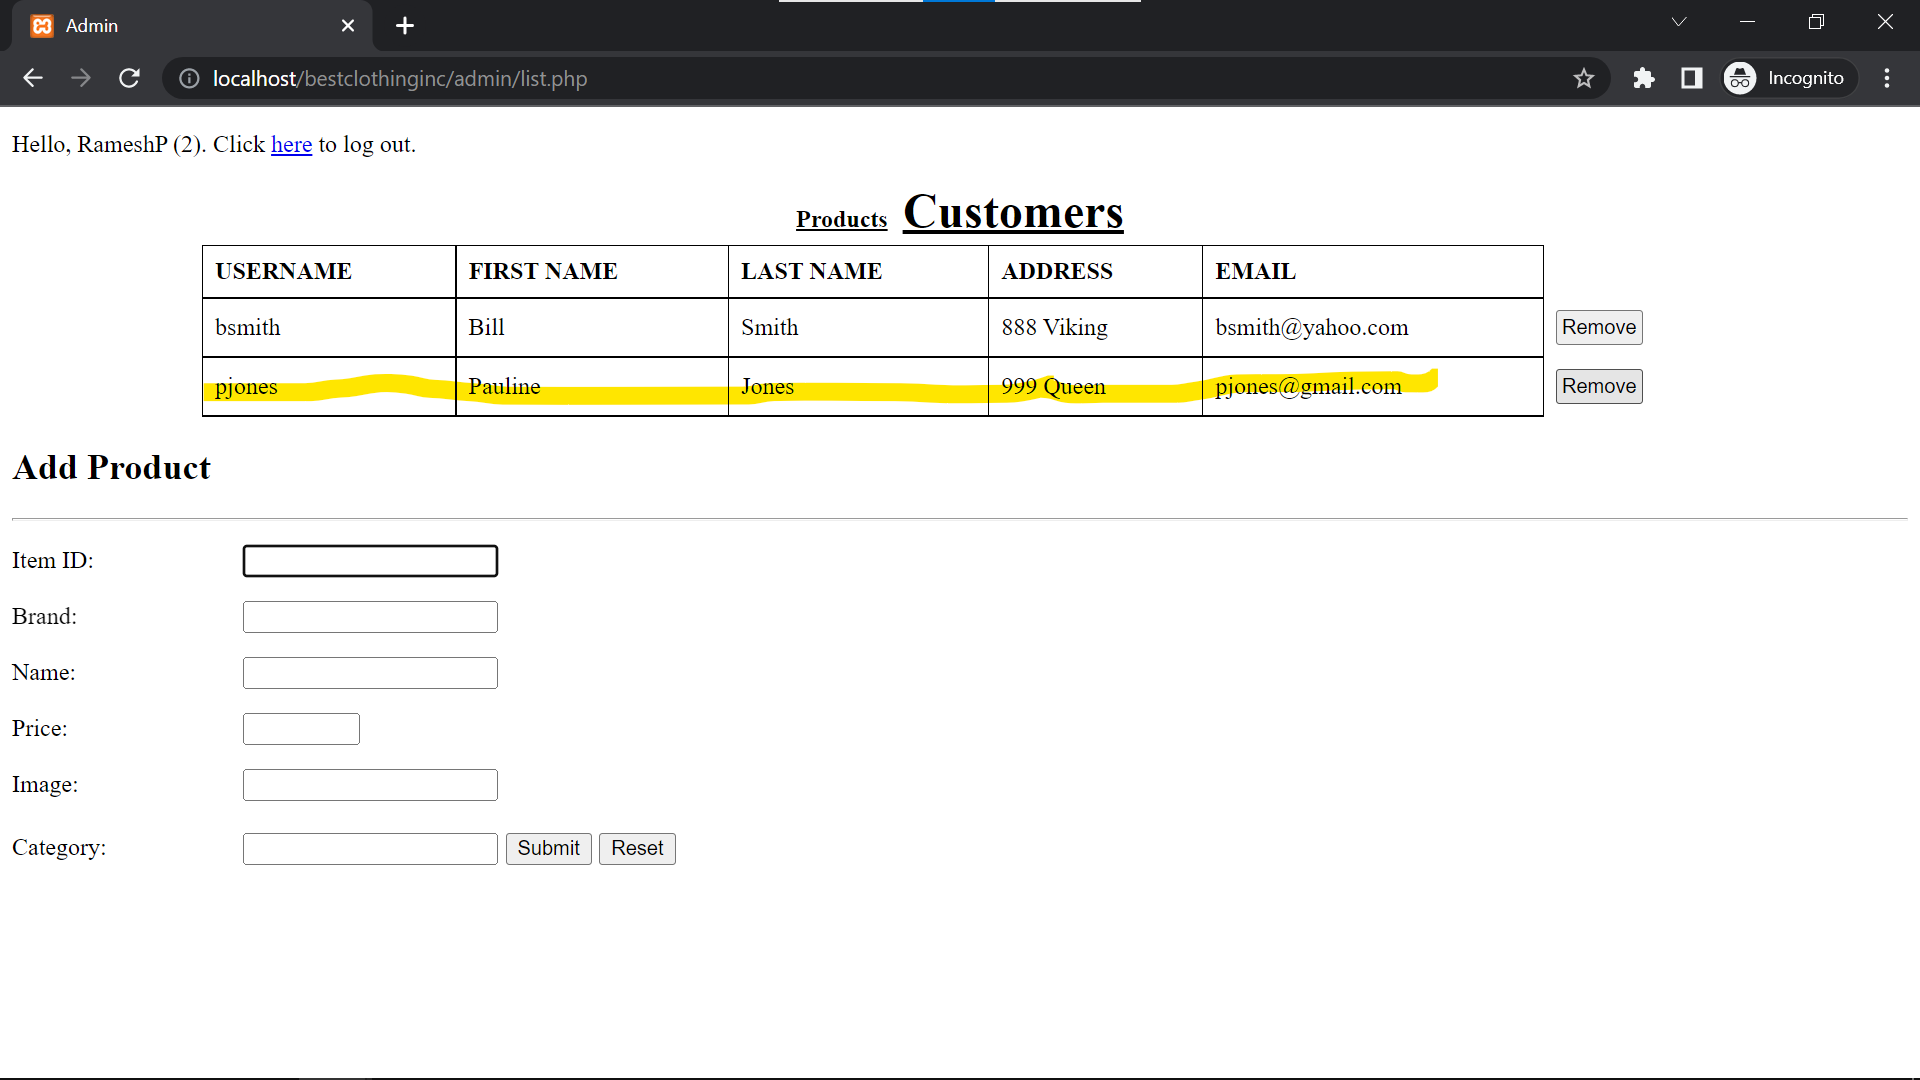 Admin
localhost/bestclothinginc/admin/list.php
Incognito
Hello, RameshP (2). Click here to log out.
Products Customers
USERNAME FIRST NAME LAST NAME ADDRESS EMAIL
bsmith Bill Smith 888 Viking bsmith@yahoo.com Remove
pjones Pauline Jones 999 Queen pjones@gmail.com Remove
Add Product
Item ID:
Brand:
Name:
Price:
Image:
Category: Submit Reset